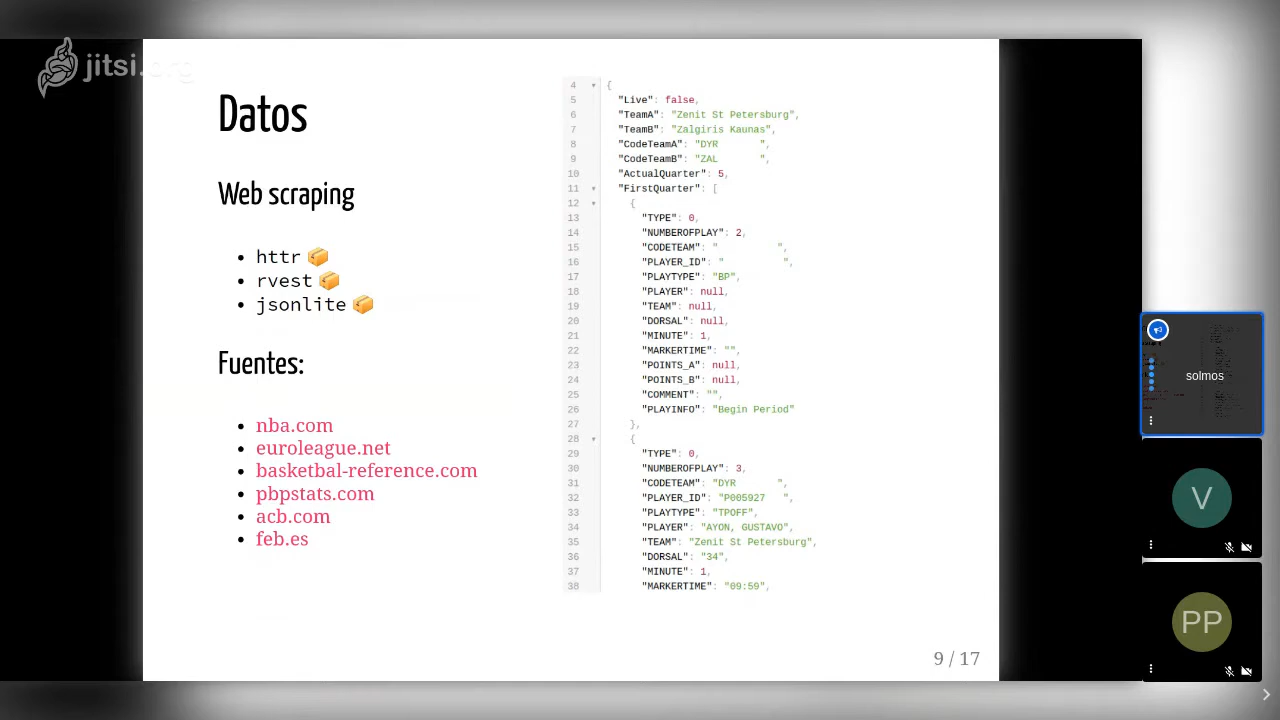 jitsi.org
Datos
Web scraping
httr
rvest
jsonlite
Fuentes:
nba.com
euroleague.net
basketbal-reference.com
pbpstats.com
acb.com
feb.es
4 {
5 "Live": false,
6 "TeamA": "Zenit St Petersburg",
7 "TeamB": "Zalgiris Kaunas",
8 "CodeTeamA": "DYR       ",
9 "CodeTeamB": "ZAL       ",
10 "ActualQuarter": 5,
11 "FirstQuarter": [
12 {
13 "TYPE": 0,
14 "NUMBEROFPLAY": 2,
15 "CODETEAM": "          ",
16 "PLAYER_ID": "          ",
17 "PLAYTYPE": "BP",
18 "PLAYER": null,
19 "TEAM": null,
20 "DORSAL": null,
21 "MINUTE": 1,
22 "MARKERTIME": "",
23 "POINTS_A": null,
24 "POINTS_B": null,
25 "COMMENT": "",
26 "PLAYINFO": "Begin Period"
27 },
28 {
29 "TYPE": 0,
30 "NUMBEROFPLAY": 3,
31 "CODETEAM": "DYR       ",
32 "PLAYER_ID": "P005927   ",
33 "PLAYTYPE": "TPOFF",
34 "PLAYER": "AYON, GUSTAVO",
35 "TEAM": "Zenit St Petersburg",
36 "DORSAL": "34",
37 "MINUTE": 1,
38 "MARKERTIME": "09:59",
9 / 17
solmos
V
PP